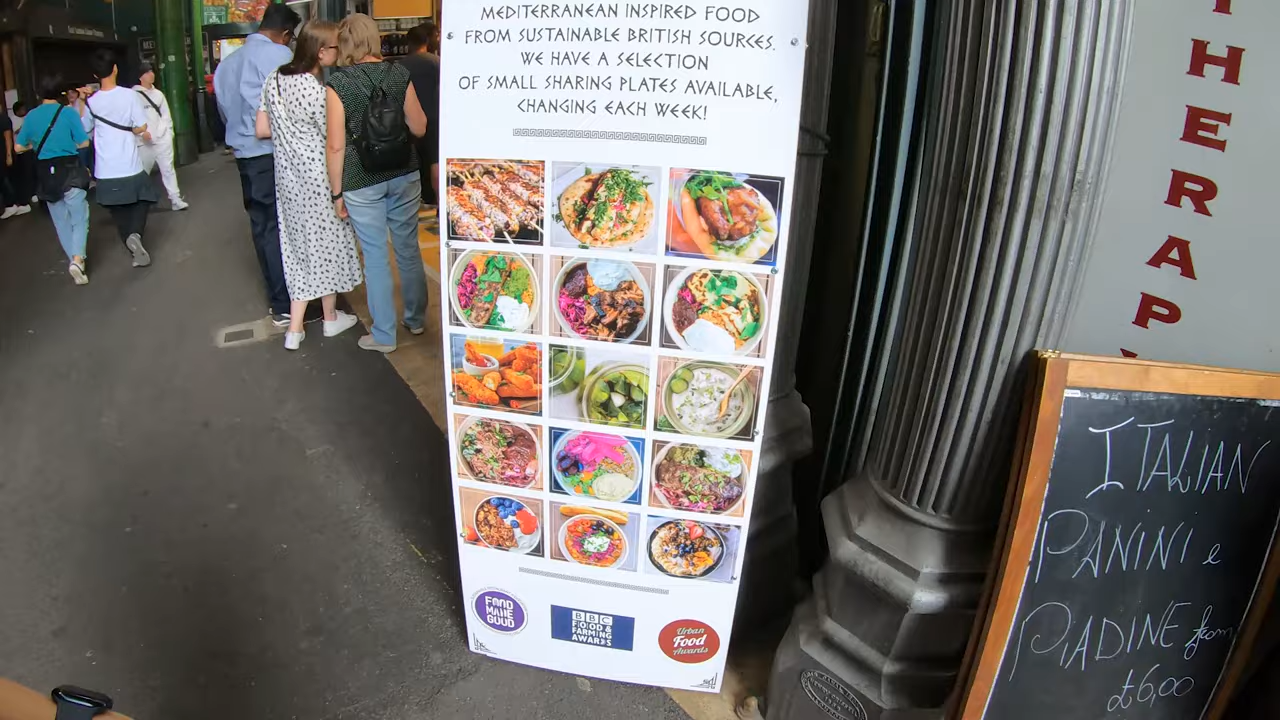 MEDITERRANEAN INSPIRED FOOD
FROM SUSTAINABLE BRITISH SOURCES.
WE HAVE A SELECTION
OF SMALL SHARING PLATES AVAILABLE,
CHANGING EACH WEEK!
FOOD
MADE
GOOD
BBC
FOOD &
FARMING
AWARDS
Urban
Food
Awards
HERAP
ITALIAN
PANINI e
PIADINE from
£6,00